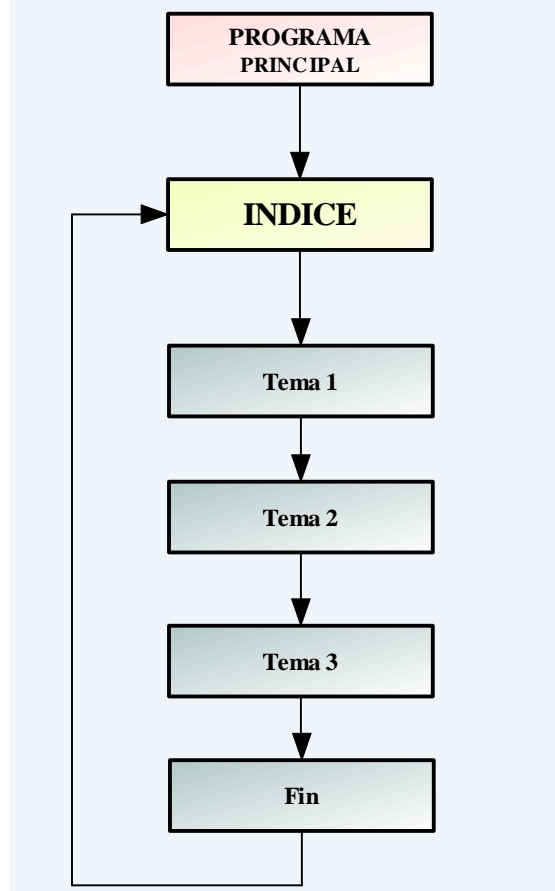 PROGRAMA
PRINCIPAL
INDICE
Tema 1
Tema 2
Tema 3
Fin